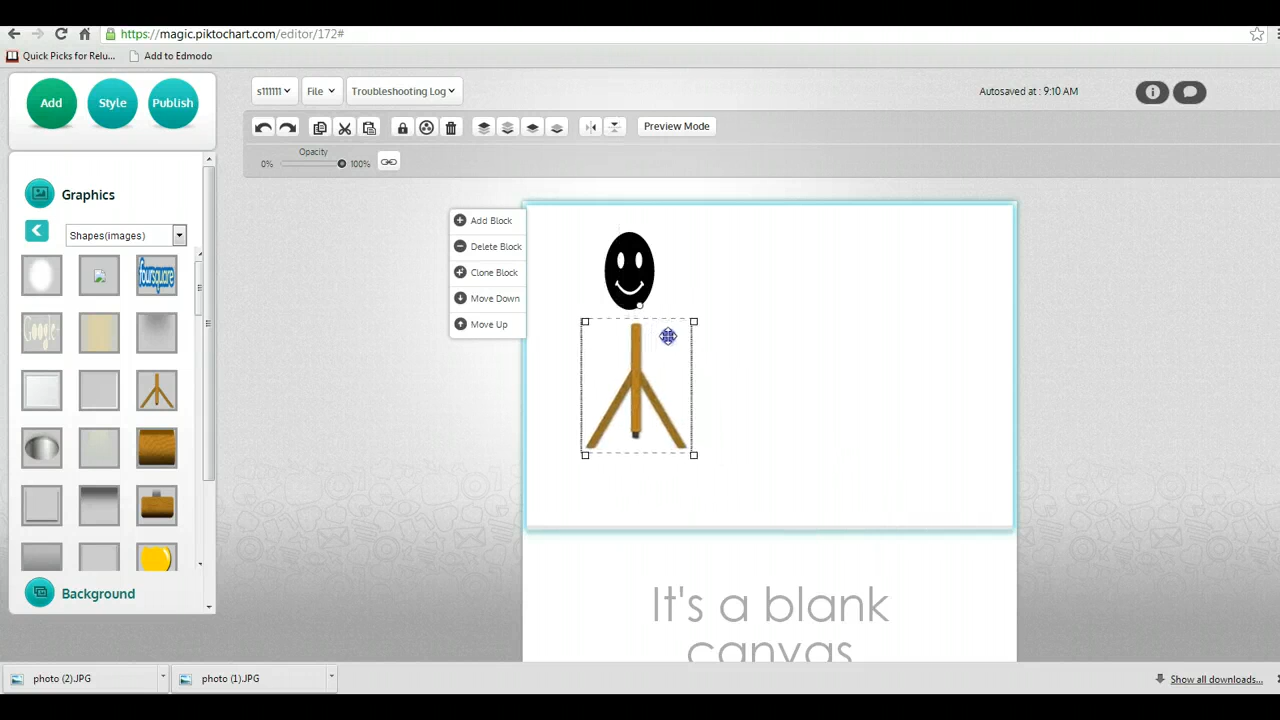 https://magic.piktochart.com/editor/172#
Quick Picks for Relu...
Add to Edmodo
Add
Style
Publish
s111111
File
Troubleshooting Log
Autosaved at : 9:10 AM
Preview Mode
Opacity
0%
100%
Graphics
Shapes(images)
foursquare
Google
Add Block
Delete Block
Clone Block
Move Down
Move Up
Background
It's a blank
canvas
photo (2).JPG
photo (1).JPG
Show all downloads...